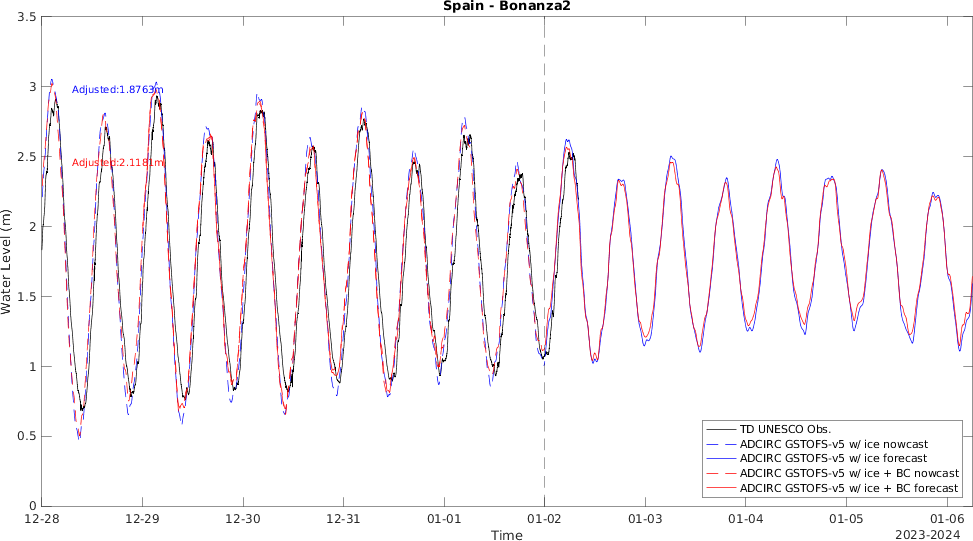 Spain - Bonanza2
3.5
3
2.5
2
1.5
1
0.5
0
Water Level (m)
Adjusted:1.8763m
Adjusted:2.1181m
TD UNESCO Obs.
ADCIRC GSTOFS-v5 w/ ice nowcast
ADCIRC GSTOFS-v5 w/ ice forecast
ADCIRC GSTOFS-v5 w/ ice + BC nowcast
ADCIRC GSTOFS-v5 w/ ice + BC forecast
12-28 12-29 12-30 12-31 01-01 01-02 01-03 01-04 01-05 01-06
Time
2023-2024